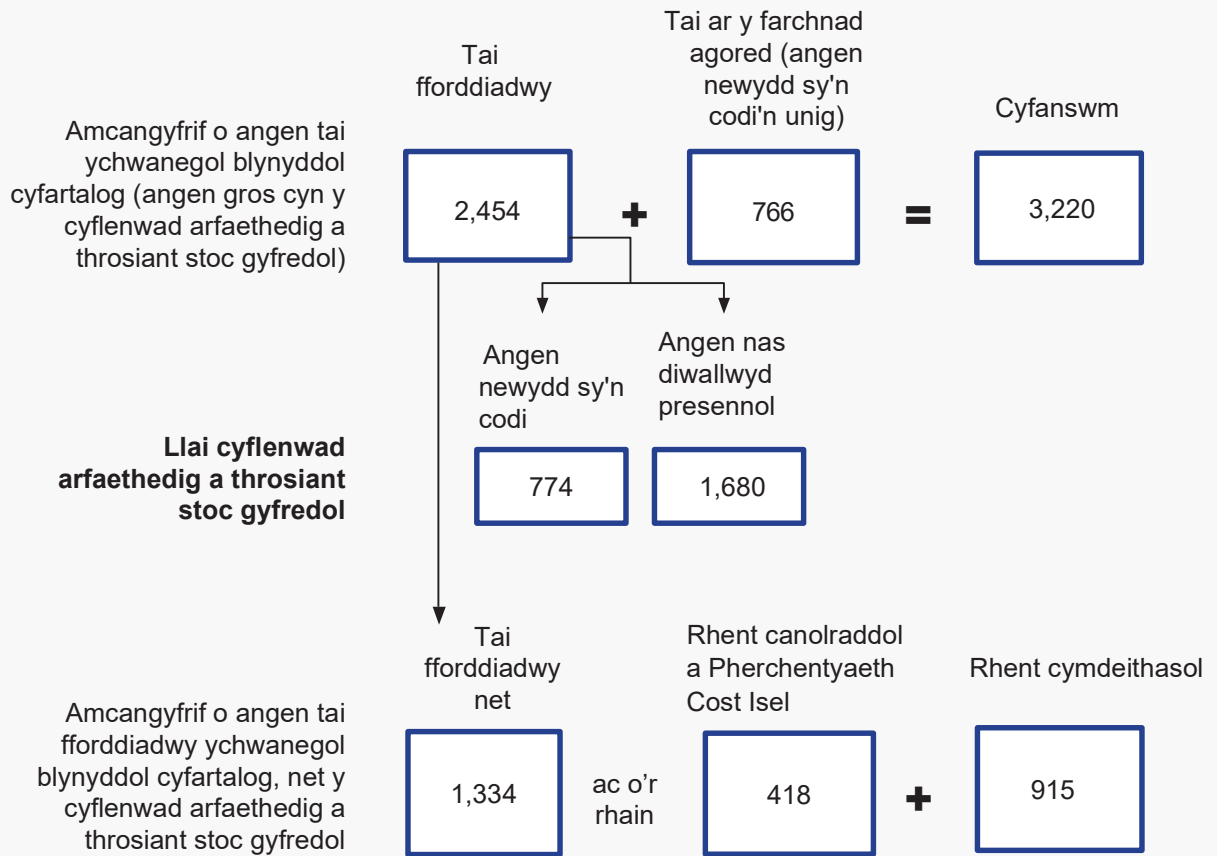 Tai
fforddiadwy
Tai ar y farchnad
agored (angen
newydd sy'n
codi'n unig)
Cyfanswm
Amcangyfrif o angen tai
ychwanegol blynyddol
cyfartalog (angen gros cyn y
cyflenwad arfaethedig a
throsiant stoc gyfredol)
2,454
+
766
=
3,220
Angen
newydd sy'n
codi
Angen nas
diwallwyd
presennol
Llai cyflenwad
arfaethedig a throsiant
stoc gyfredol
774
1,680
Tai
fforddiadwy
net
Rhent canolraddol
a Pherchentyaeth
Cost Isel
Rhent cymdeithasol
Amcangyfrif o angen tai
fforddiadwy ychwanegol
blynyddol cyfartalog, net y
cyflenwad arfaethedig a
throsiant stoc gyfredol
1,334
ac o’r
rhain
418
+
915